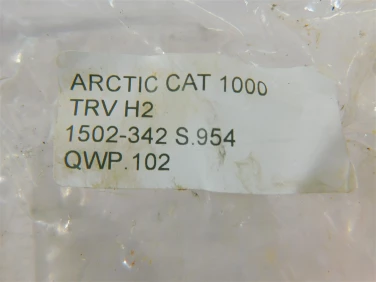 ARCTIC CAT 1000
TRV H2
1502-342 S.954
QWP.102